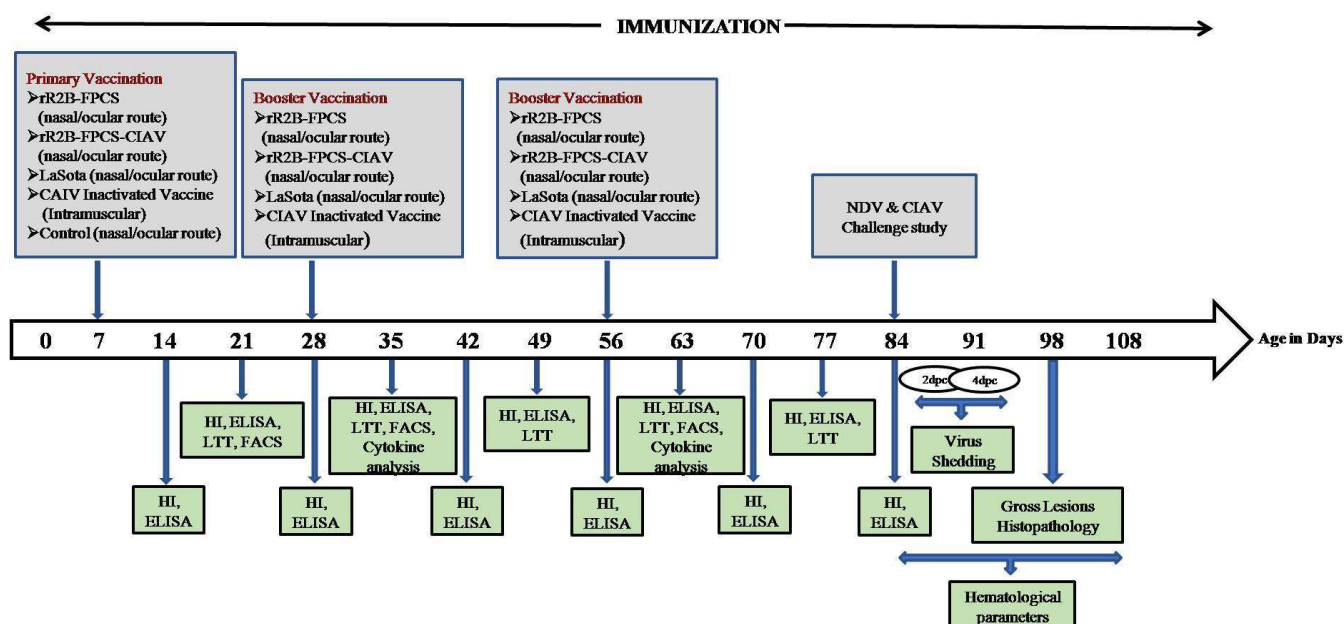 IMMUNIZATION
Primary Vaccination
➢rR2B-FPCS
(nasal/ocular route)
➢rR2B-FPCS-CIAV
(nasal/ocular route)
➢LaSota (nasal/ocular route)
➢CAIV Inactivated Vaccine
(Intramuscular)
➢Control (nasal/ocular route)
Booster Vaccination
➢rR2B-FPCS
(nasal/ocular route)
➢rR2B-FPCS-CIAV
(nasal/ocular route)
➢LaSota (nasal/ocular route)
➢CIAV Inactivated Vaccine
(Intramuscular)
Booster Vaccination
➢rR2B-FPCS
(nasal/ocular route)
➢rR2B-FPCS-CIAV
(nasal/ocular route)
➢LaSota (nasal/ocular route)
➢CIAV Inactivated Vaccine
(Intramuscular)
NDV & CIAV
Challenge study
0 7 14 21 28 35 42 49 56 63 70 77 84 91 98 108 Age in Days
2dpc 4dpc
HI, ELISA,
LTT, FACS
HI, ELISA,
LTT, FACS,
Cytokine
analysis
HI, ELISA,
LTT
HI, ELISA,
LTT, FACS,
Cytokine
analysis
HI, ELISA,
LTT
Virus
Shedding
HI,
ELISA
HI,
ELISA
HI,
ELISA
HI,
ELISA
HI,
ELISA
HI,
ELISA
Gross Lesions
Histopathology
Hematological
parameters